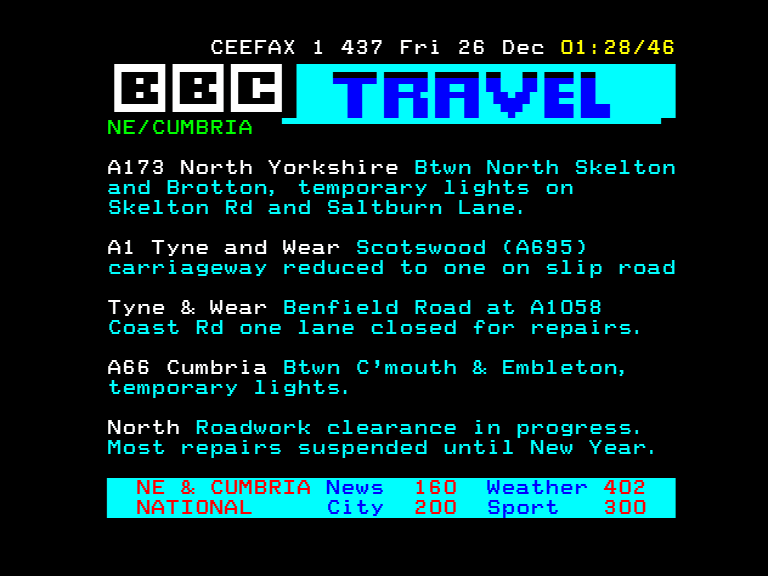 CEEFAX 1 437 Fri 26 Dec 01:28/46
BBC TRAVEL
NE/CUMBRIA
A173 North Yorkshire Btwn North Skelton
and Brotton, temporary lights on
Skelton Rd and Saltburn Lane.
A1 Tyne and Wear Scotswood (A695)
carriageway reduced to one on slip road
Tyne & Wear Benfield Road at A1058
Coast Rd one lane closed for repairs.
A66 Cumbria Btwn C'mouth & Embleton,
temporary lights.
North Roadwork clearance in progress.
Most repairs suspended until New Year.
NE & CUMBRIA News 160 Weather 402
NATIONAL City 200 Sport 300